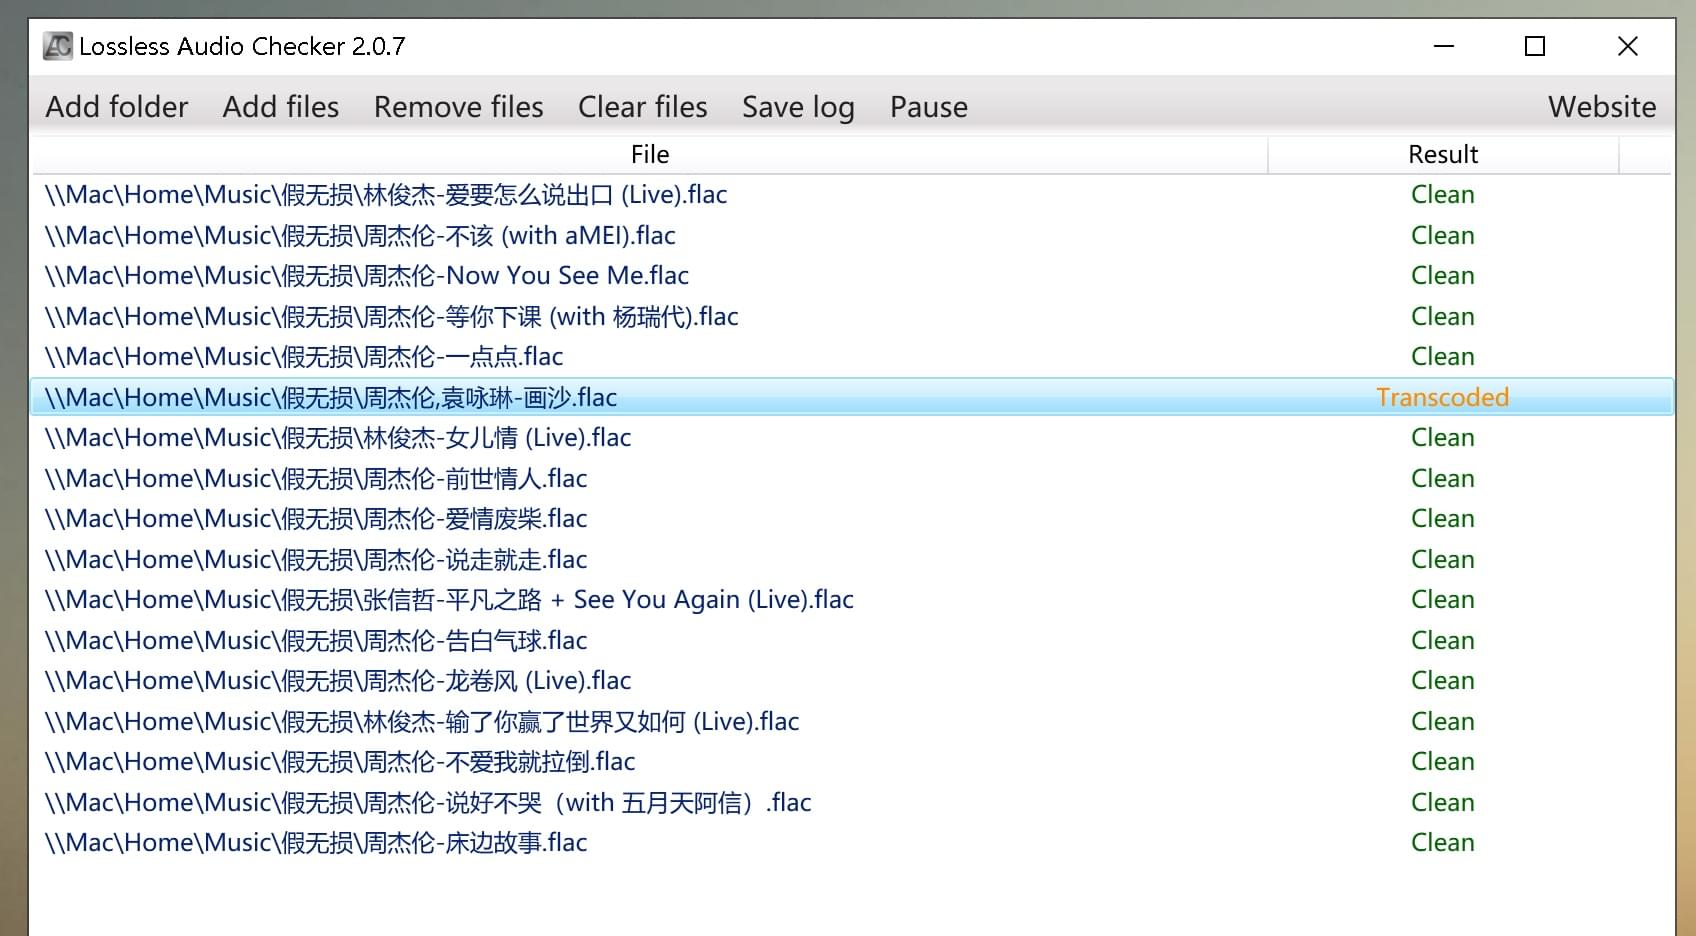 Lossless Audio Checker 2.0.7
Add folder Add files Remove files Clear files Save log Pause Website
File Result
\\Mac\Home\Music\假无损\林俊杰-爱要怎么说出口 (Live).flac Clean
\\Mac\Home\Music\假无损\周杰伦-不该 (with aMEI).flac Clean
\\Mac\Home\Music\假无损\周杰伦-Now You See Me.flac Clean
\\Mac\Home\Music\假无损\周杰伦-等你下课 (with 杨瑞代).flac Clean
\\Mac\Home\Music\假无损\周杰伦-一点点.flac Clean
\\Mac\Home\Music\假无损\周杰伦,袁咏琳-画沙.flac Transcoded
\\Mac\Home\Music\假无损\林俊杰-女儿情 (Live).flac Clean
\\Mac\Home\Music\假无损\周杰伦-前世情人.flac Clean
\\Mac\Home\Music\假无损\周杰伦-爱情废柴.flac Clean
\\Mac\Home\Music\假无损\周杰伦-说走就走.flac Clean
\\Mac\Home\Music\假无损\张信哲-平凡之路 + See You Again (Live).flac Clean
\\Mac\Home\Music\假无损\周杰伦-告白气球.flac Clean
\\Mac\Home\Music\假无损\周杰伦-龙卷风 (Live).flac Clean
\\Mac\Home\Music\假无损\林俊杰-输了你赢了世界又如何 (Live).flac Clean
\\Mac\Home\Music\假无损\周杰伦-不爱我就拉倒.flac Clean
\\Mac\Home\Music\假无损\周杰伦-说好不哭（with 五月天阿信）.flac Clean
\\Mac\Home\Music\假无损\周杰伦-床边故事.flac Clean